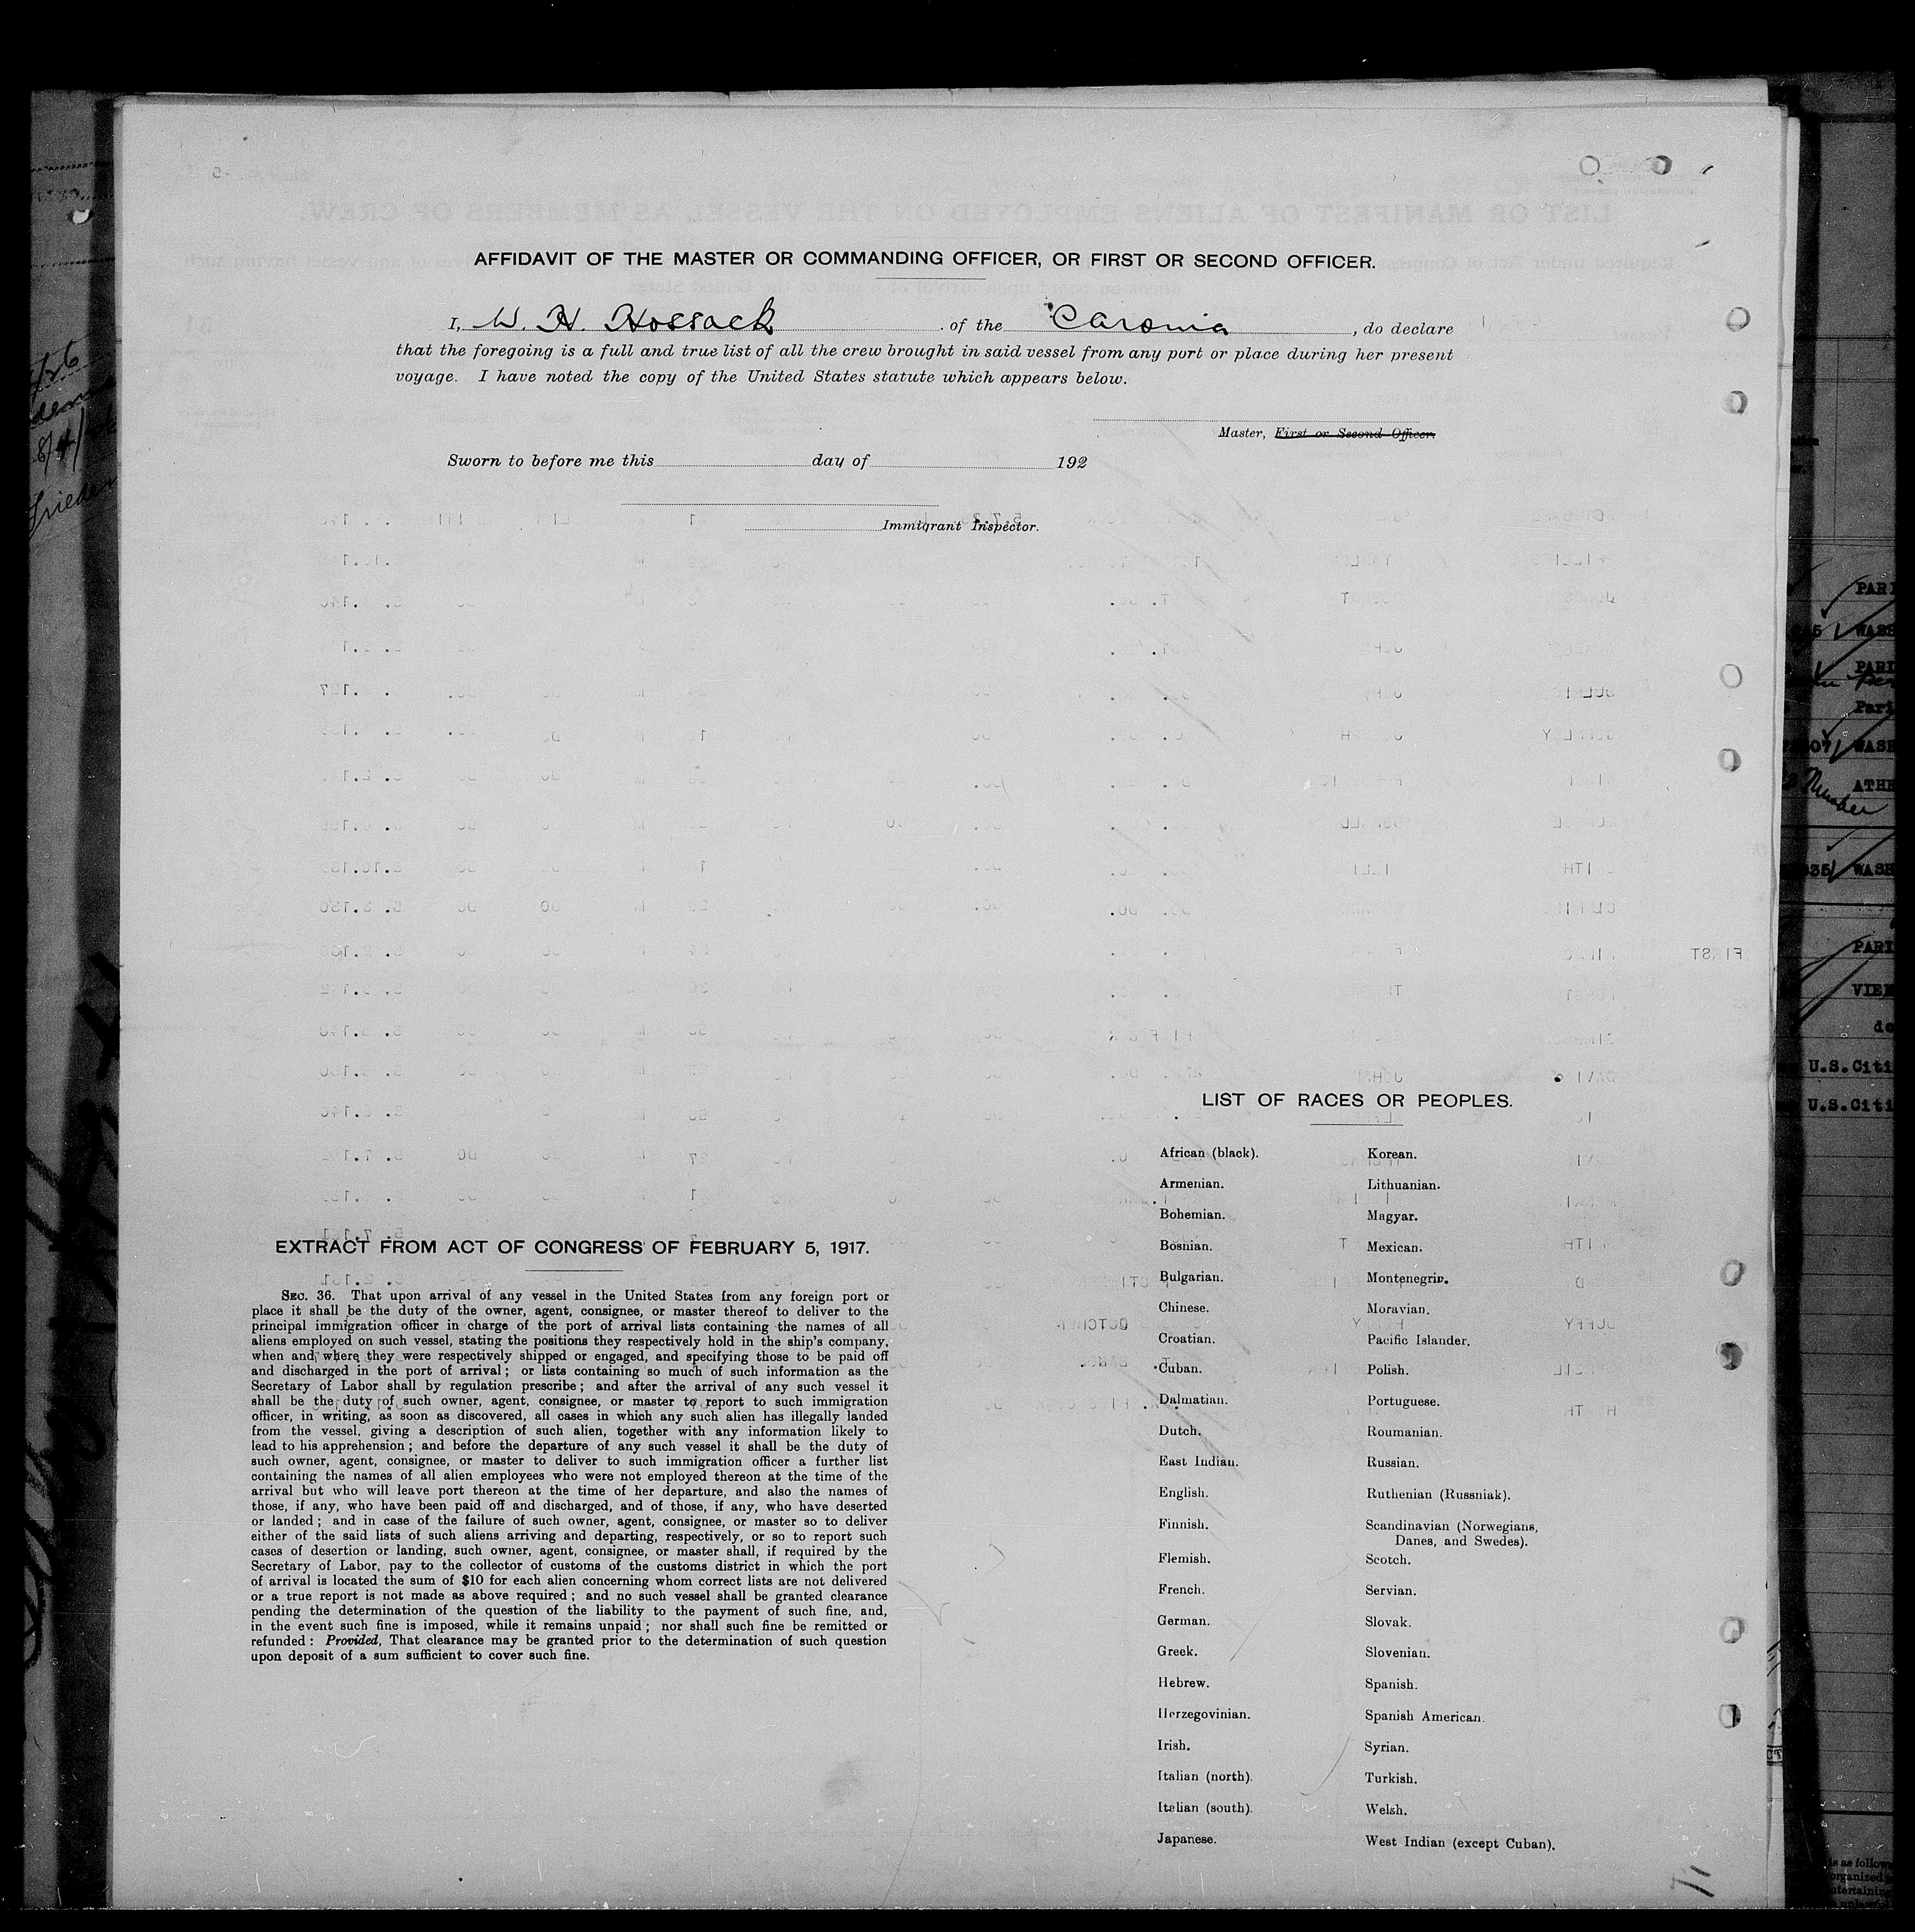 AFFIDAVIT OF THE MASTER OR COMMANDING OFFICER, OR FIRST OR SECOND OFFICER.
I, W. H. Hossack of the Caronia, do declare
that the foregoing is a full and true list of all the crew brought in said vessel from any port or place during her present
voyage. I have noted the copy of the United States statute which appears below.
Master, First or Second Officer.
Sworn to before me this day of 192
Immigrant Inspector.
LIST OF RACES OR PEOPLES.
African (black). Korean.
Armenian. Lithuanian.
Bohemian. Magyar.
Bosnian. Mexican.
Bulgarian. Montenegrin.
Chinese. Moravian.
Croatian. Pacific Islander.
Cuban. Polish.
Dalmatian. Portuguese.
Dutch. Roumanian.
East Indian. Russian.
English. Ruthenian (Russniak).
Finnish. Scandinavian (Norwegians,
Danes, and Swedes).
Flemish. Scotch.
French. Servian.
German. Slovak.
Greek. Slovenian.
Hebrew. Spanish.
Herzegovinian. Spanish American.
Irish. Syrian.
Italian (north). Turkish.
Italian (south). Welsh.
Japanese. West Indian (except Cuban).
EXTRACT FROM ACT OF CONGRESS OF FEBRUARY 5, 1917.
SEC. 36. That upon arrival of any vessel in the United States from any foreign port or
place it shall be the duty of the owner, agent, consignee, or master thereof to deliver to the
principal immigration officer in charge of the port of arrival lists containing the names of all
aliens employed on such vessel, stating the positions they respectively hold in the ship's company,
when and where they were respectively shipped or engaged, and specifying those to be paid off
and discharged in the port of arrival; or lists containing so much of such information as the
Secretary of Labor shall by regulation prescribe; and after the arrival of any such vessel it
shall be the duty of such owner, agent, consignee, or master to report to such immigration
officer, in writing, as soon as discovered, all cases in which any such alien has illegally landed
from the vessel, giving a description of such alien, together with any information likely to
lead to his apprehension; and before the departure of any such vessel it shall be the duty of
such owner, agent, consignee, or master to deliver to such immigration officer a further list
containing the names of all alien employees who were not employed thereon at the time of the
arrival but who will leave port thereon at the time of her departure, and also the names of
those, if any, who have been paid off and discharged, and of those, if any, who have deserted
or landed; and in case of the failure of such owner, agent, consignee, or master so to deliver
either of the said lists of such aliens arriving and departing, respectively, or so to report such
cases of desertion or landing, such owner, agent, consignee, or master shall, if required by the
Secretary of Labor, pay to the collector of customs of the customs district in which the port
of arrival is located the sum of $10 for each alien concerning whom correct lists are not delivered
or a true report is not made as above required; and no such vessel shall be granted clearance
pending the determination of the question of the liability to the payment of such fine, and,
in the event such fine is imposed, while it remains unpaid; nor shall such fine be remitted or
refunded: Provided, That clearance may be granted prior to the determination of such question
upon deposit of a sum sufficient to cover such fine.
11
U.S.Citi
U.S.Citi